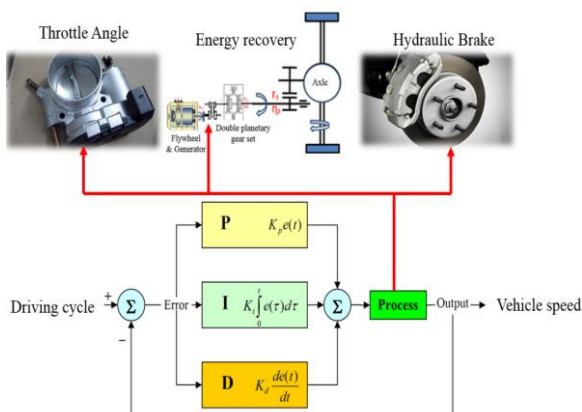 Throttle Angle
Energy recovery
Hydraulic Brake
Axle
Flywheel
& Generator
Double planetary
gear set
P K_p e(t)
Driving cycle + Σ Error I K_i ∫_0^t e(τ)dτ Σ Process Output Vehicle speed
−
D K_d de(t)/dt